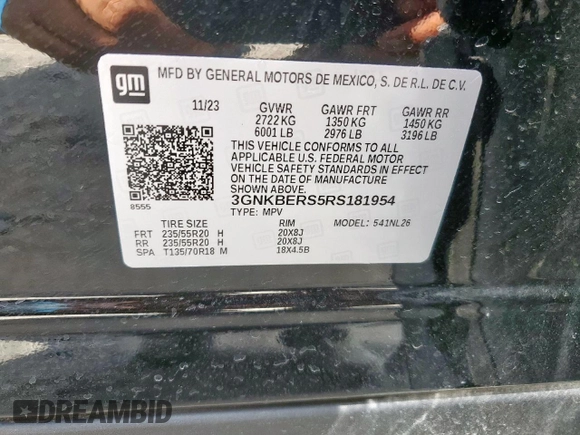 gm
MFD BY GENERAL MOTORS DE MEXICO, S. DE R.L. DE C.V.
11/23 GVWR GAWR FRT GAWR RR
2722 KG 1350 KG 1450 KG
6001 LB 2976 LB 3196 LB
THIS VEHICLE CONFORMS TO ALL
APPLICABLE U.S. FEDERAL MOTOR
VEHICLE SAFETY STANDARDS IN EFFECT
ON THE DATE OF MANUFACTURE
SHOWN ABOVE.
3GNKBERS5RS181954
8555 TYPE: MPV MODEL: 541NL26
TIRE SIZE RIM
FRT 235/55R20 H 20X8J
RR 235/55R20 H 20X8J
SPA T135/70R18 M 18X4.5B
DREAMBID